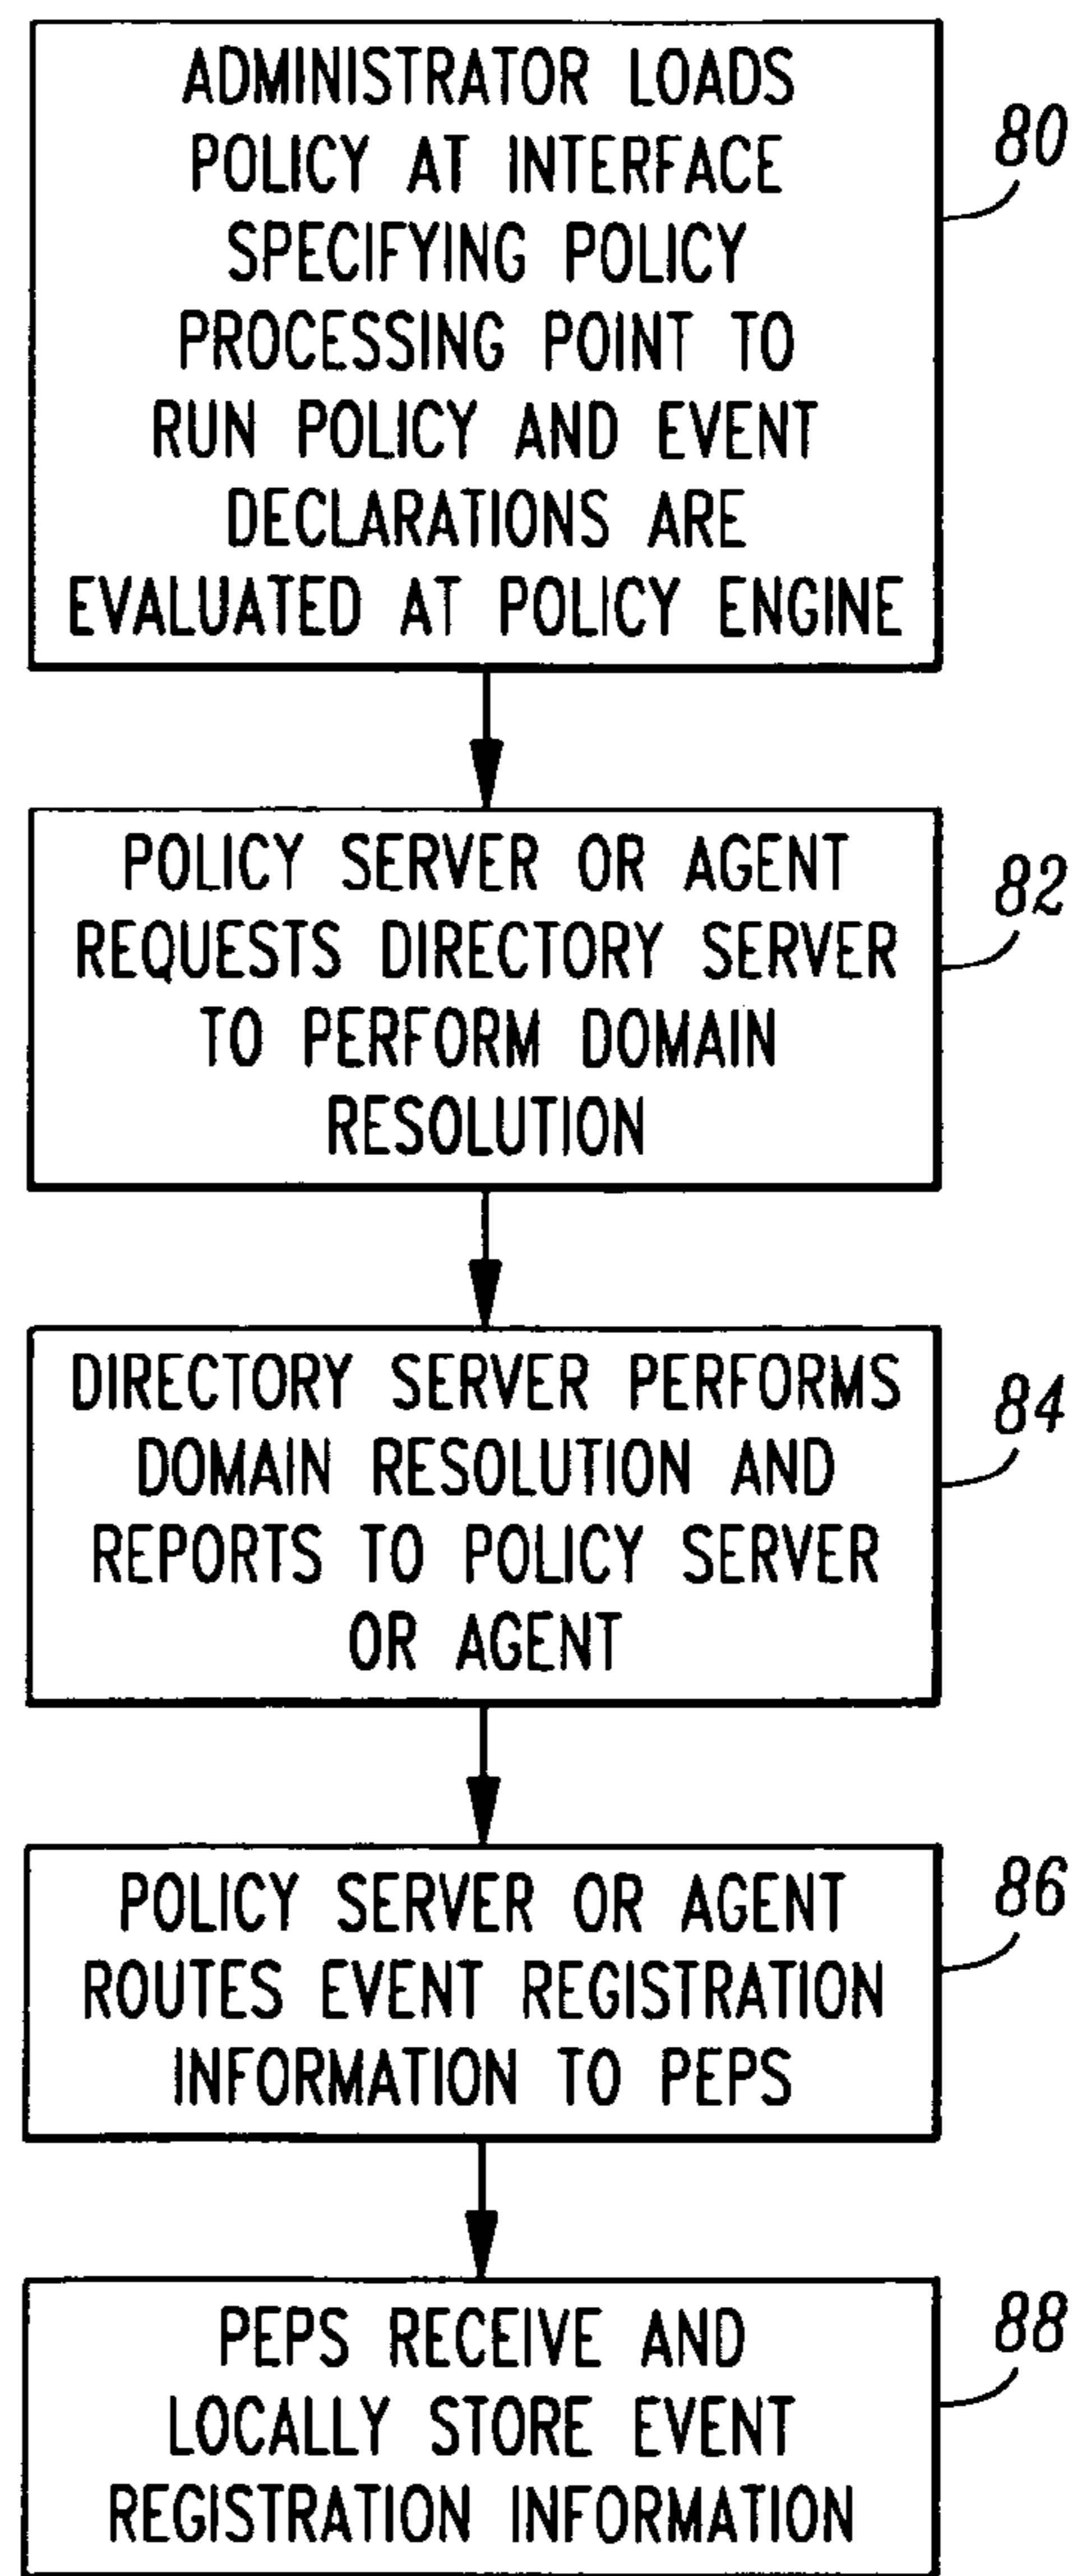 ADMINISTRATOR LOADS
POLICY AT INTERFACE
SPECIFYING POLICY
PROCESSING POINT TO
RUN POLICY AND EVENT
DECLARATIONS ARE
EVALUATED AT POLICY ENGINE
80
POLICY SERVER OR AGENT
REQUESTS DIRECTORY SERVER
TO PERFORM DOMAIN
RESOLUTION
82
DIRECTORY SERVER PERFORMS
DOMAIN RESOLUTION AND
REPORTS TO POLICY SERVER
OR AGENT
84
POLICY SERVER OR AGENT
ROUTES EVENT REGISTRATION
INFORMATION TO PEPS
86
PEPS RECEIVE AND
LOCALLY STORE EVENT
REGISTRATION INFORMATION
88